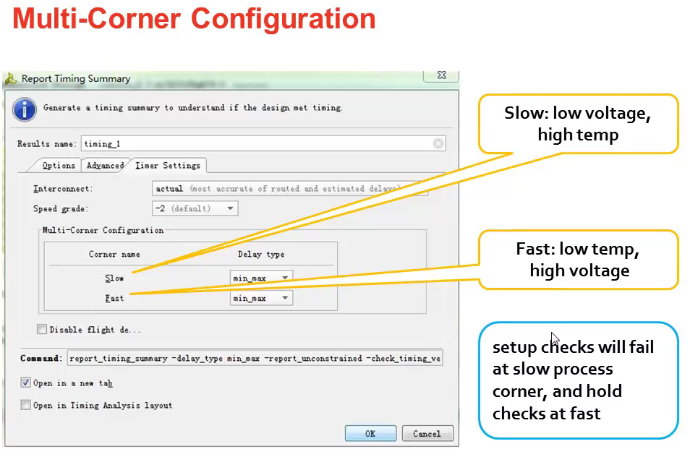 Multi-Corner Configuration
Report Timing Summary
Generate a timing summary to understand if the design met timing.
Results name: timing_1
Options Advanced Timer Settings
Interconnect: actual (most accurate of routed and estimated delays)
Speed grade: -2 (default)
Multi-Corner Configuration
Corner name Delay type
Slow min_max
Fast min_max
Disable flight de...
Command: report_timing_summary -delay_type min_max -report_unconstrained -check_timing_ve
Open in a new tab
Open in Timing Analysis layout
OK Cancel
Slow: low voltage,
high temp
Fast: low temp,
high voltage
setup checks will fail
at slow process
corner, and hold
checks at fast